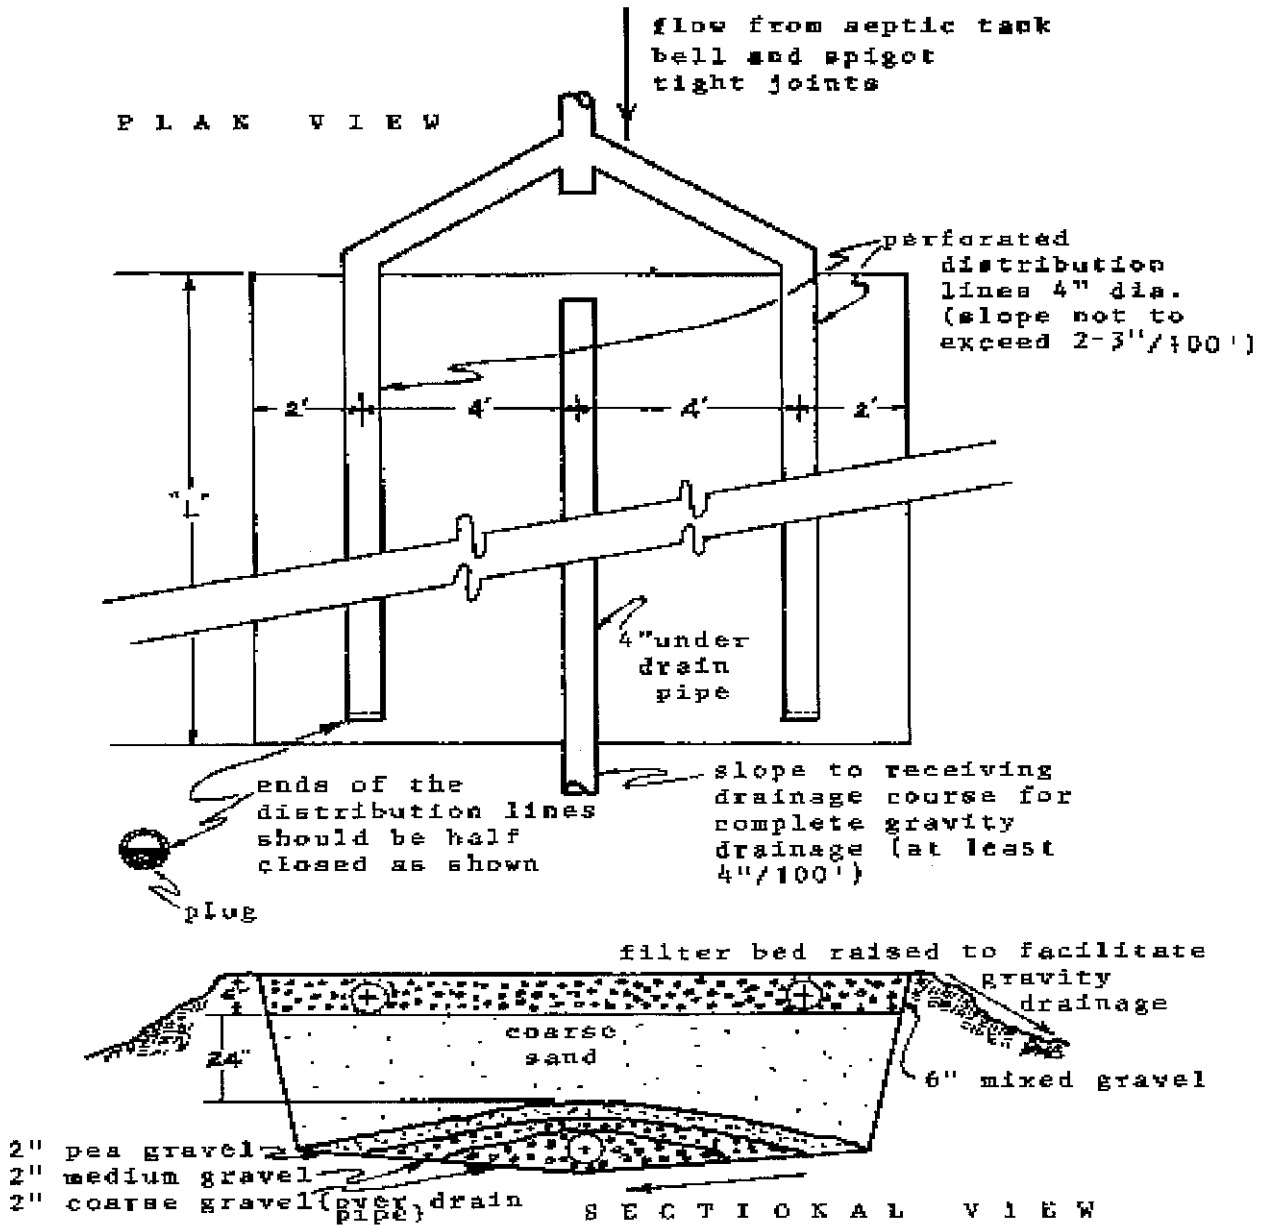 flow from septic tank
bell and spigot
tight joints
PLAN VIEW
perforated
distribution
lines 4" dia.
(slope not to
exceed 2-3"/100')
2'
4'
4'
2'
"L"
4" under
drain
pipe
ends of the
distribution lines
should be half
closed as shown
plug
slope to receiving
drainage course for
complete gravity
drainage (at least
4"/100')
filter bed raised to facilitate
gravity
drainage
coarse
sand
24"
6" mixed gravel
2" pea gravel
2" medium gravel
2" coarse gravel (over drain
pipe)
SECTIONAL VIEW